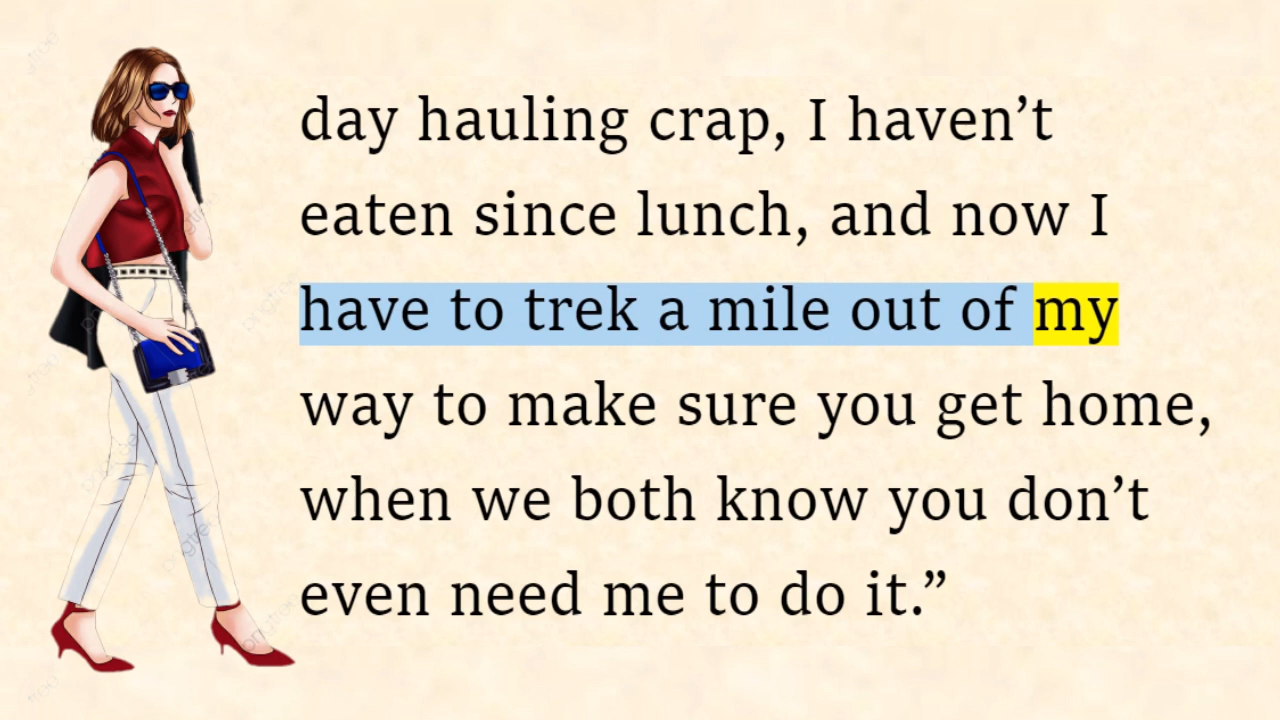 day hauling crap, I haven’t
eaten since lunch, and now I
have to trek a mile out of my
way to make sure you get home,
when we both know you don’t
even need me to do it.”